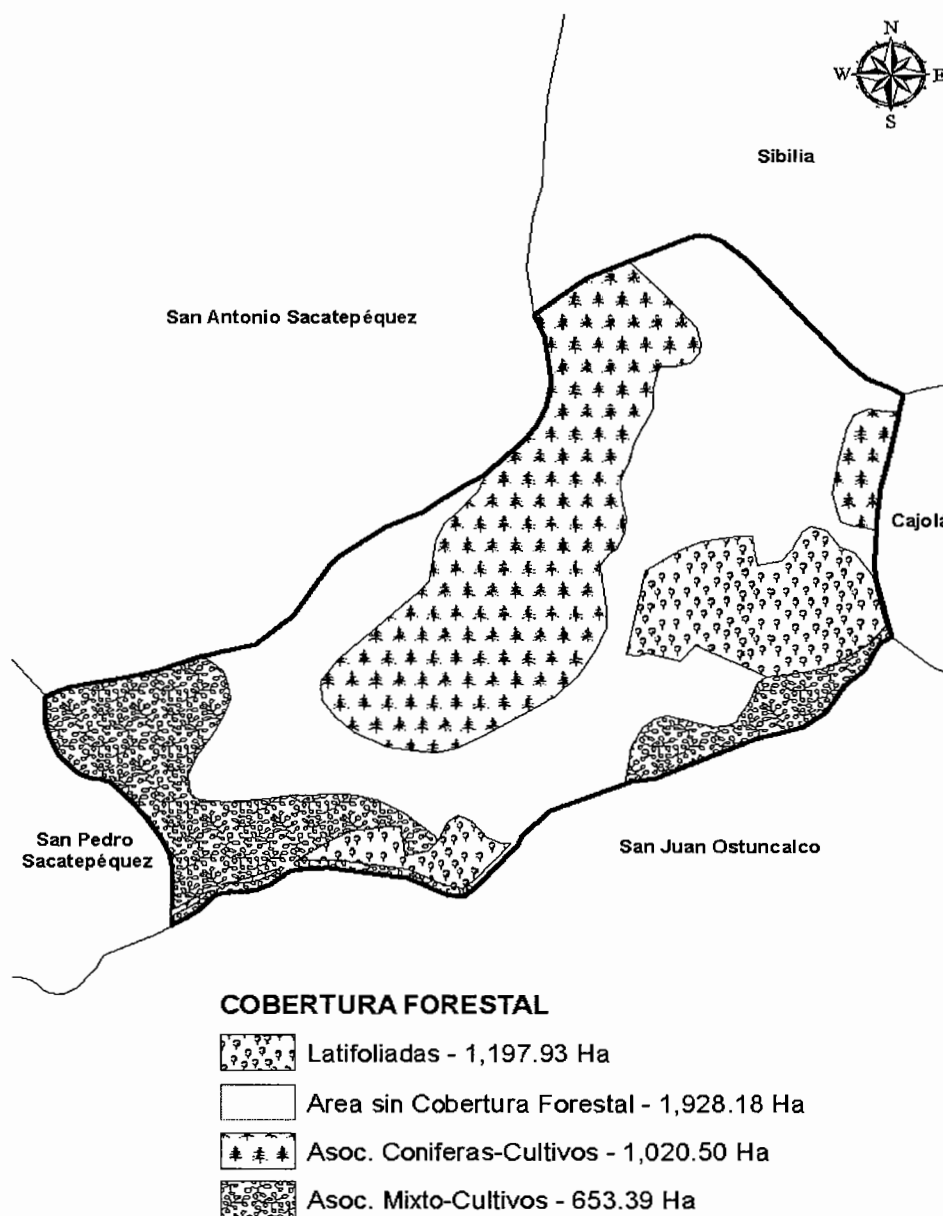 N
W E
S
Sibilia
San Antonio Sacatepéquez
Cajola
San Pedro
Sacatepéquez
San Juan Ostuncalco
COBERTURA FORESTAL
Latifoliadas - 1,197.93 Ha
Area sin Cobertura Forestal - 1,928.18 Ha
Asoc. Coniferas-Cultivos - 1,020.50 Ha
Asoc. Mixto-Cultivos - 653.39 Ha